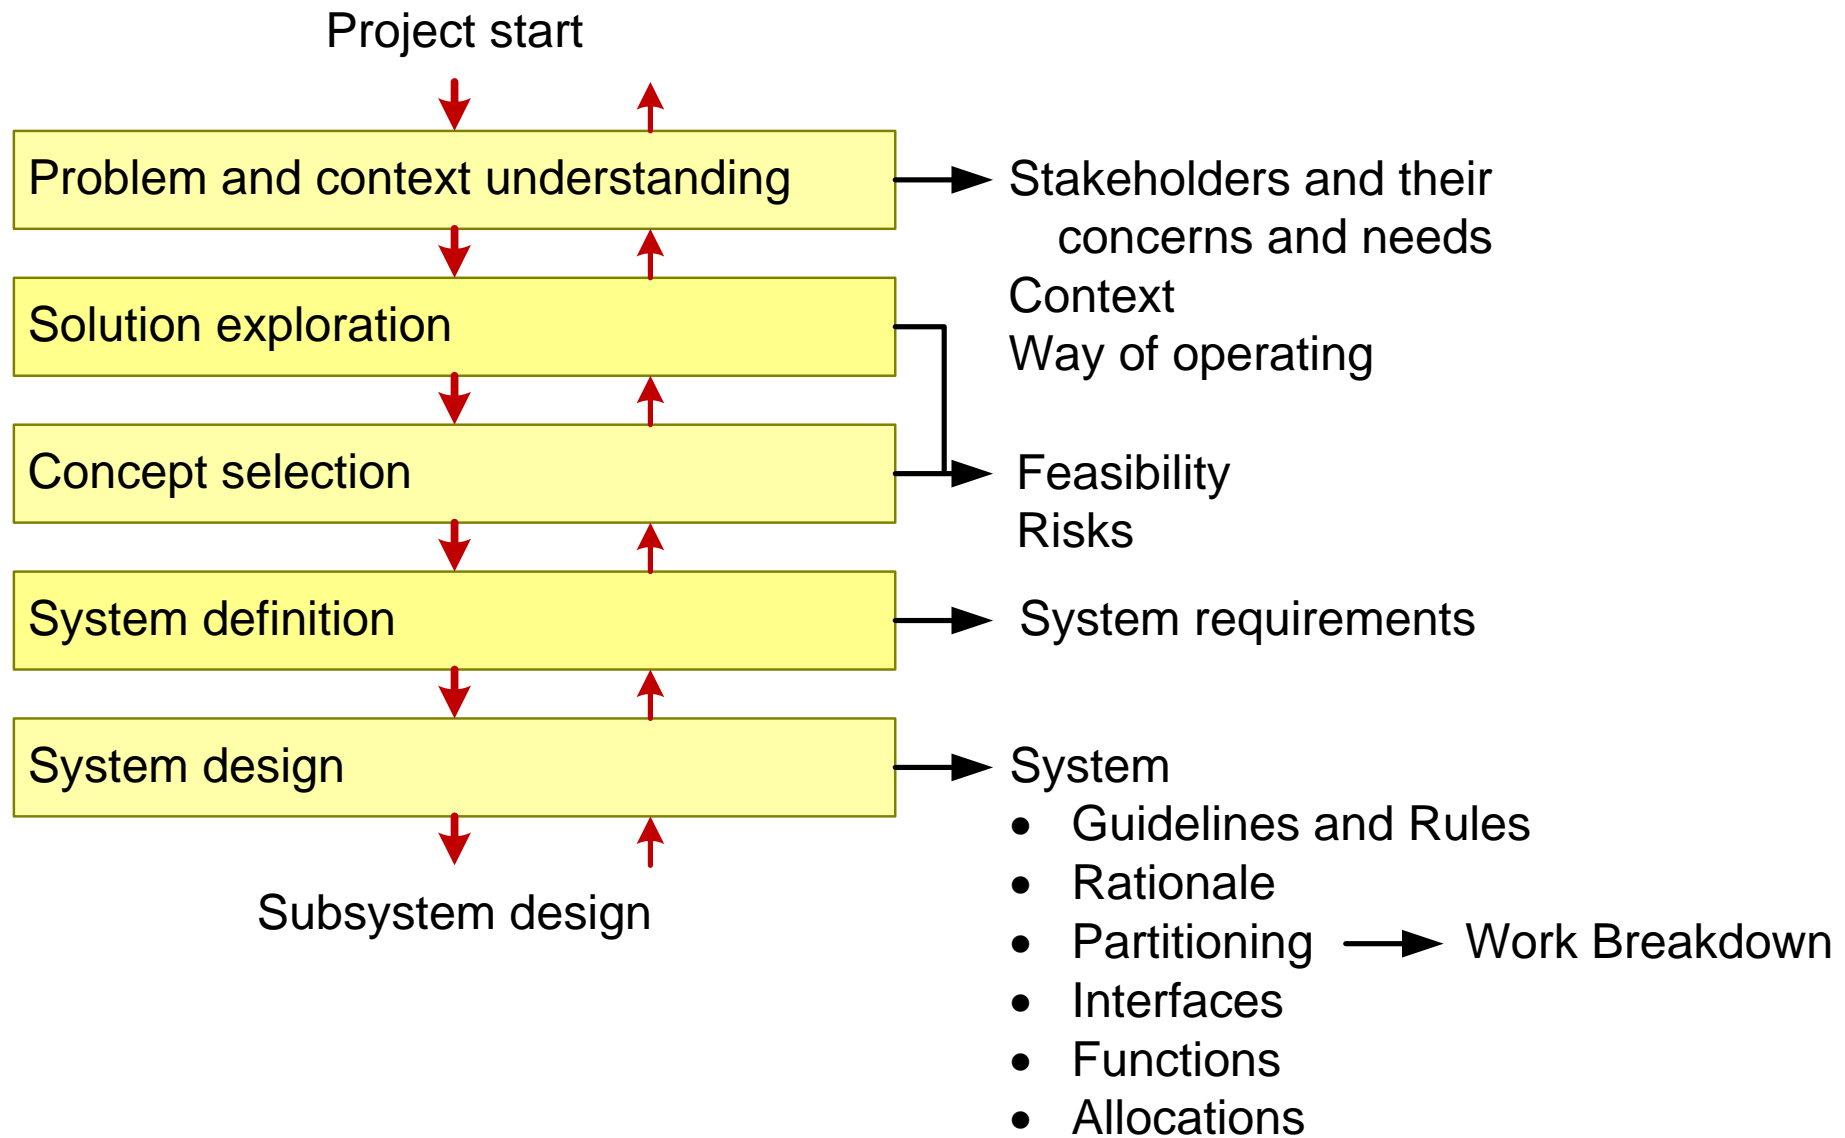 Project start
Problem and context understanding
Stakeholders and their
concerns and needs
Context
Way of operating
Solution exploration
Concept selection
Feasibility
Risks
System definition
System requirements
System design
System
• Guidelines and Rules
• Rationale
• Partitioning
Work Breakdown
• Interfaces
• Functions
• Allocations
Subsystem design